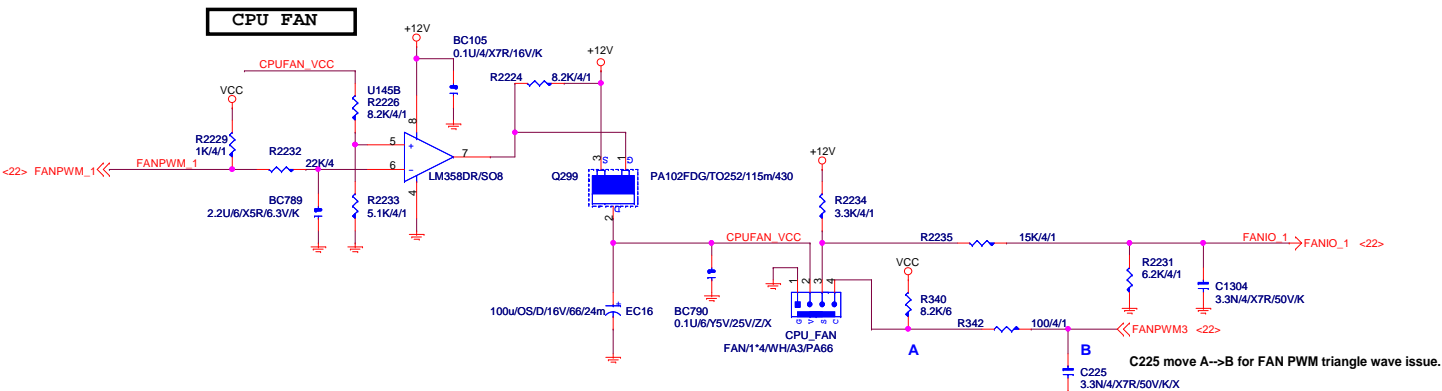 CPU FAN
+12V
BC105
0.1U/4/X7R/16V/K
+12V
CPUFAN_VCC
R2224
8.2K/4/1
VCC
U145B
R2226
8.2K/4/1
8
R2229
1K/4/1
5
3
S
1
G
+12V
<22>
FANPWM_1
FANPWM_1
R2232
22K/4
+
7
6
-
LM358DR/SO8
Q299
PA102FDG/TO252/115m/430
4
BC789
2.2U/6/X5R/6.3V/K
R2233
5.1K/4/1
D
2
R2234
3.3K/4/1
CPUFAN_VCC
R2235
15K/4/1
FANIO_1
FANIO_1
<22>
VCC
R2231
6.2K/4/1
C1304
3.3N/4/X7R/50V/K
1
2
3
4
100u/OS/D/16V/66/24m
+
EC16
BC790
0.1U/6/Y5V/25V/Z/X
G
V
S
C
R340
8.2K/6
R342
100/4/1
FANPWM3
<22>
CPU_FAN
FAN/1*4/WH/A3/PA66
A
B
C225 move A-->B for FAN PWM triangle wave issue.
C225
3.3N/4/X7R/50V/K/X